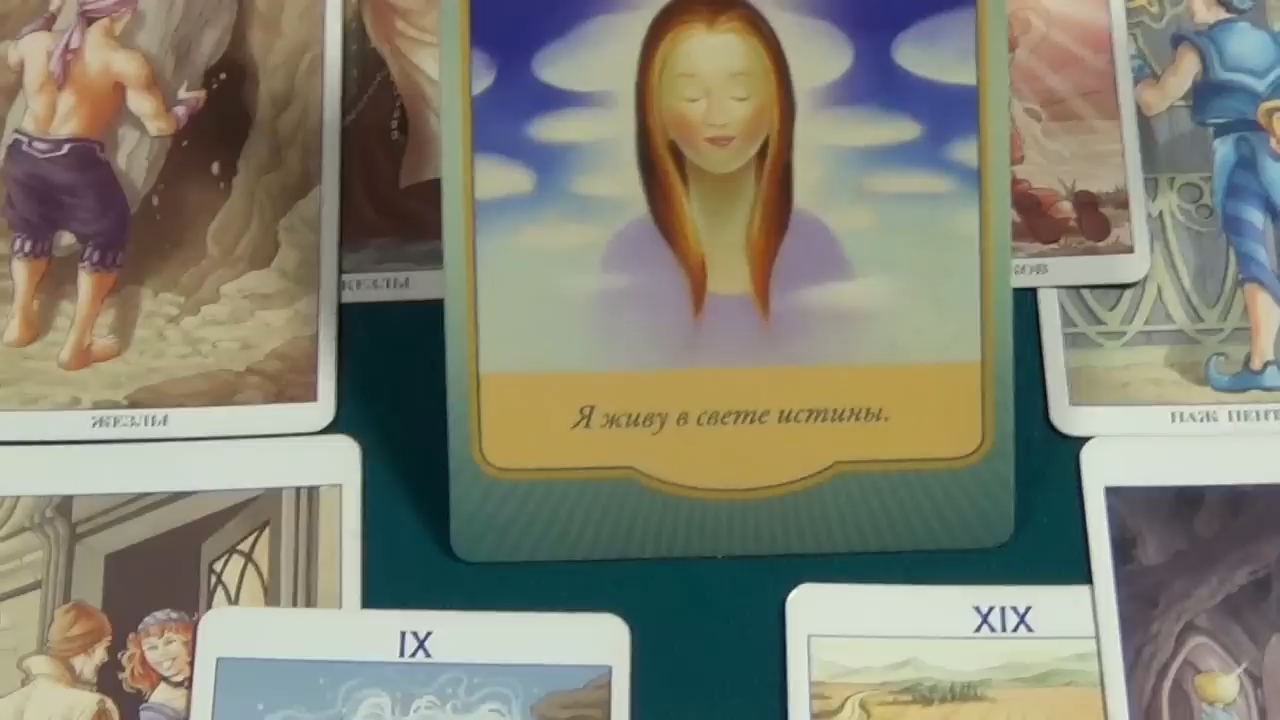 ЖЕЗЛЫ
ЖЕЗЛЫ
Я живу в свете истины.
ПАЖ ПЕНТ
IX
XIX